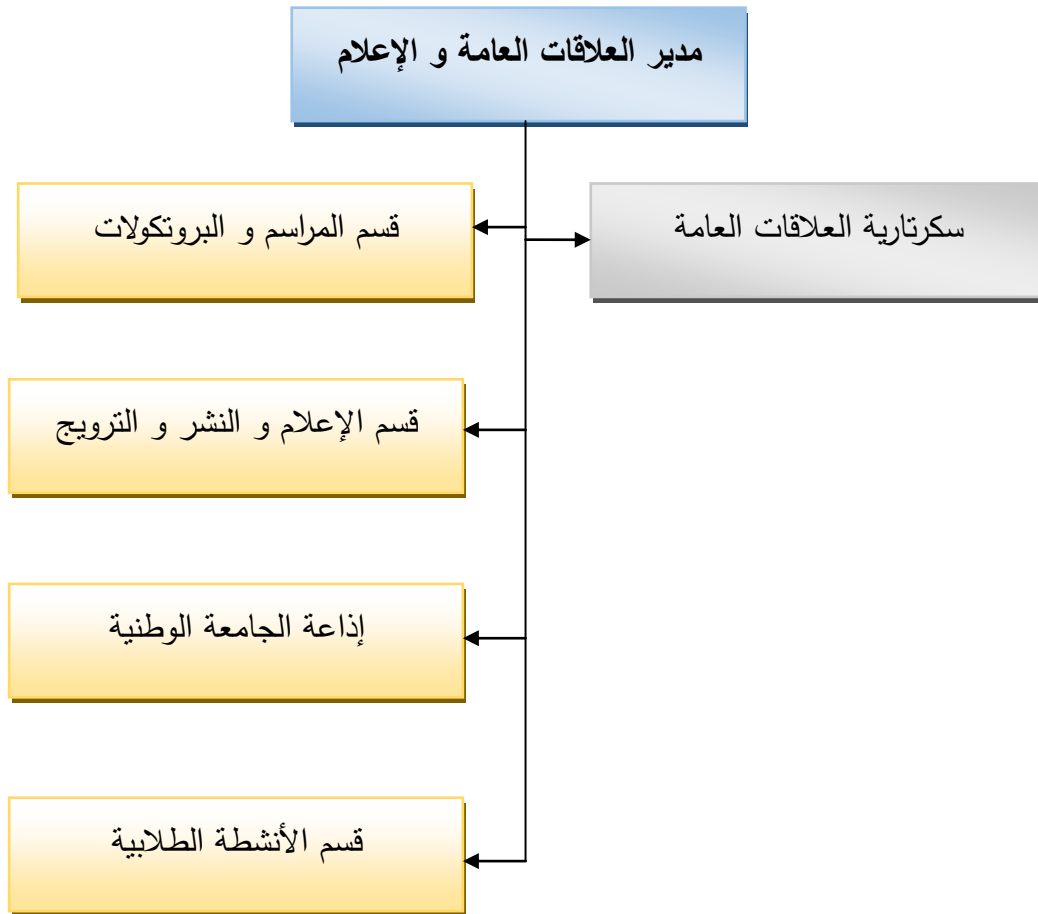 مدير العلاقات العامة و الإعلام
سكرتارية العلاقات العامة
قسم المراسم و البروتكولات
قسم الإعلام و النشر و الترويج
إذاعة الجامعة الوطنية
قسم الأنشطة الطلابية